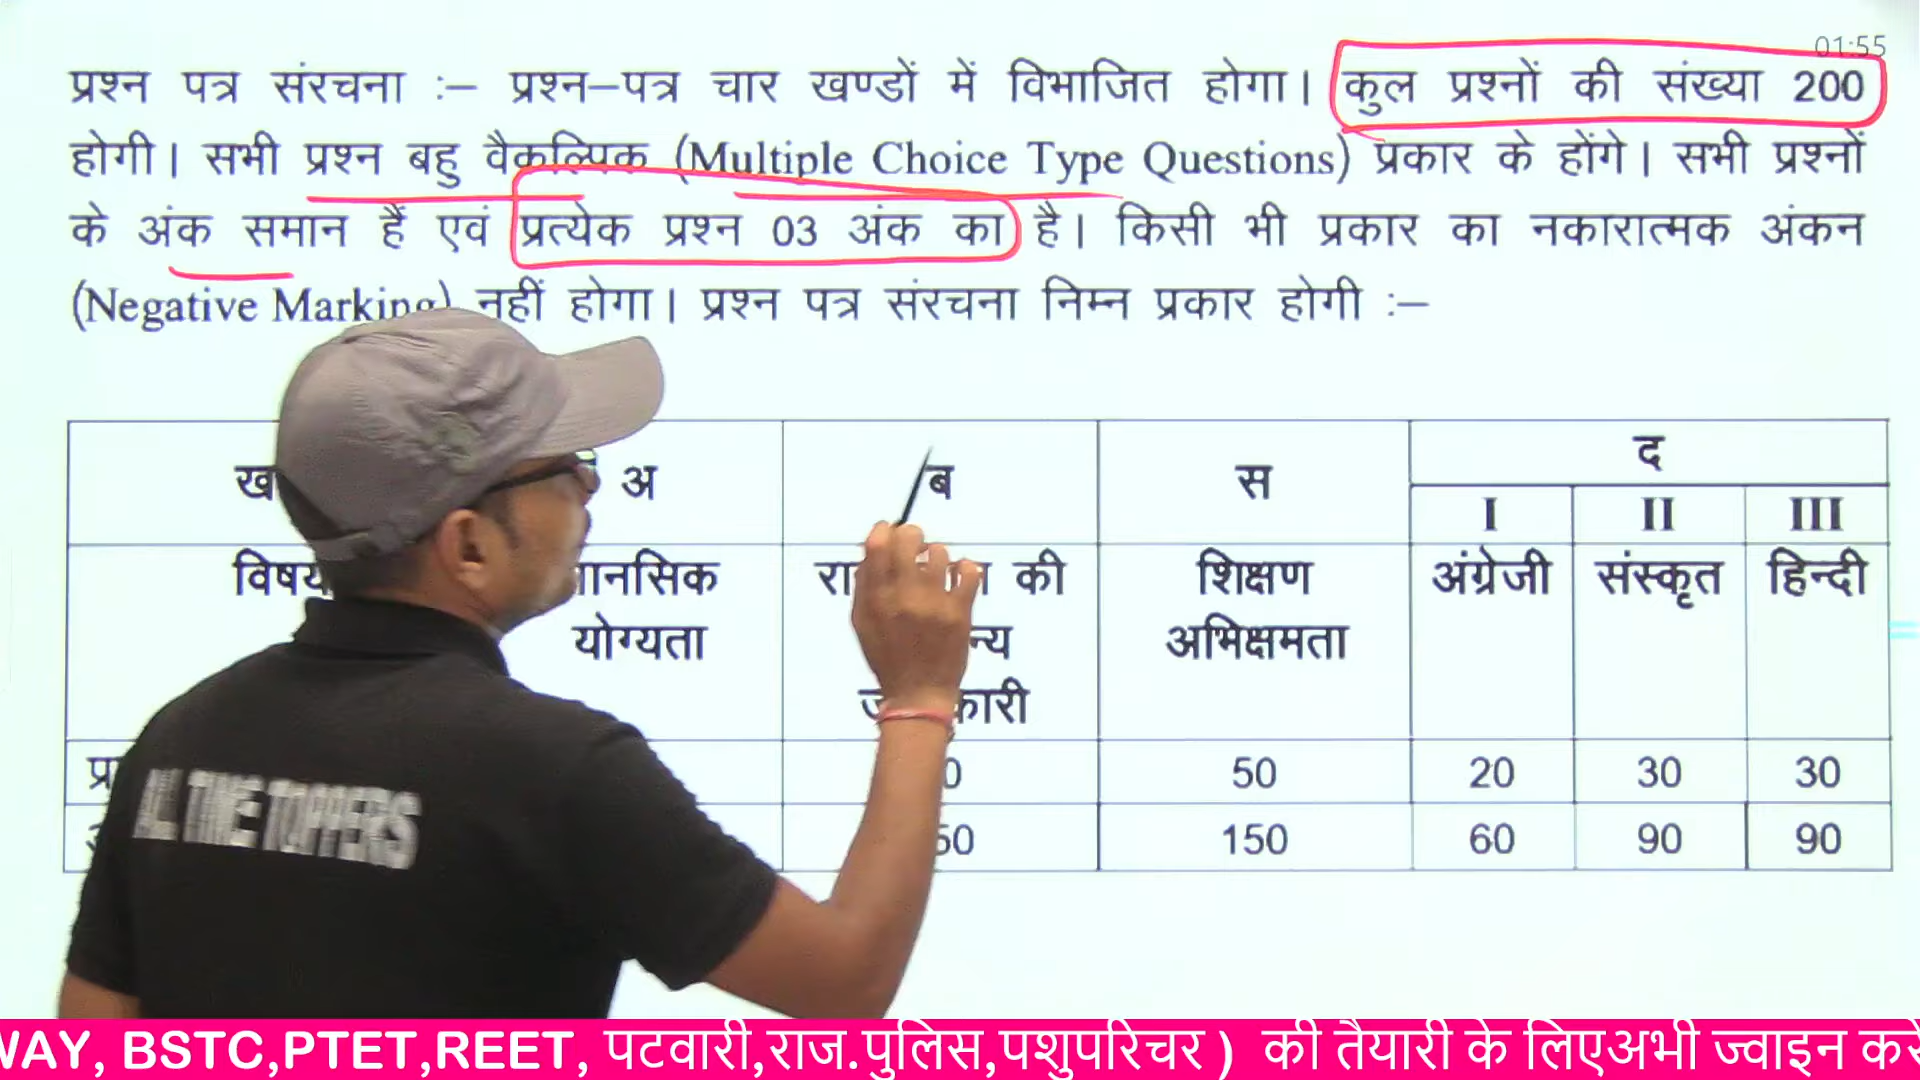 01:55
प्रश्न पत्र संरचना :– प्रश्न–पत्र चार खण्डों में विभाजित होगा। कुल प्रश्नों की संख्या 200
होगी। सभी प्रश्न बहु वैकल्पिक (Multiple Choice Type Questions) प्रकार के होंगे। सभी प्रश्नों
के अंक समान हैं एवं प्रत्येक प्रश्न 03 अंक का है। किसी भी प्रकार का नकारात्मक अंकन
(Negative Marking) नहीं होगा। प्रश्न पत्र संरचना निम्न प्रकार होगी :–
अ ब स द
I II III
की शिक्षण अंग्रेजी संस्कृत हिन्दी
योग्यता अभिक्षमता
50 20 30 30
150 60 90 90
ALL TIME TOPPERS
WAY, BSTC,PTET,REET, पटवारी,राज.पुलिस,पशुपरिचर ) की तैयारी के लिएअभी ज्वाइन करें